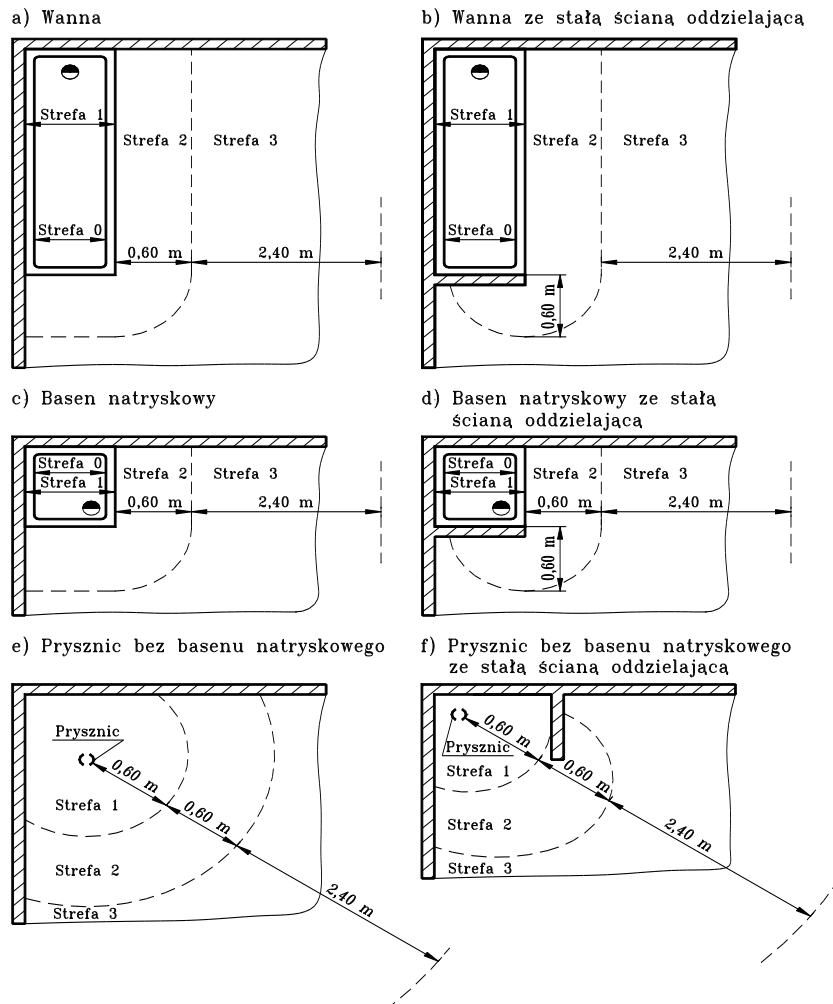 a) Wanna
Strefa 1
Strefa 2
Strefa 3
Strefa 0
0,60 m
2,40 m
b) Wanna ze stałą ścianą oddzielającą
Strefa 1
Strefa 2
Strefa 3
Strefa 0
2,40 m
0,60 m
c) Basen natryskowy
Strefa 0
Strefa 1
Strefa 2
Strefa 3
0,60 m
2,40 m
d) Basen natryskowy ze stałą
ścianą oddzielającą
Strefa 0
Strefa 1
Strefa 2
Strefa 3
0,60 m
2,40 m
0,60 m
e) Prysznic bez basenu natryskowego
Prysznic
0,60 m
Strefa 1
0,60 m
Strefa 2
2,40 m
Strefa 3
f) Prysznic bez basenu natryskowego
ze stałą ścianą oddzielającą
0,60 m
Prysznic
Strefa 1
0,60 m
Strefa 2
2,40 m
Strefa 3